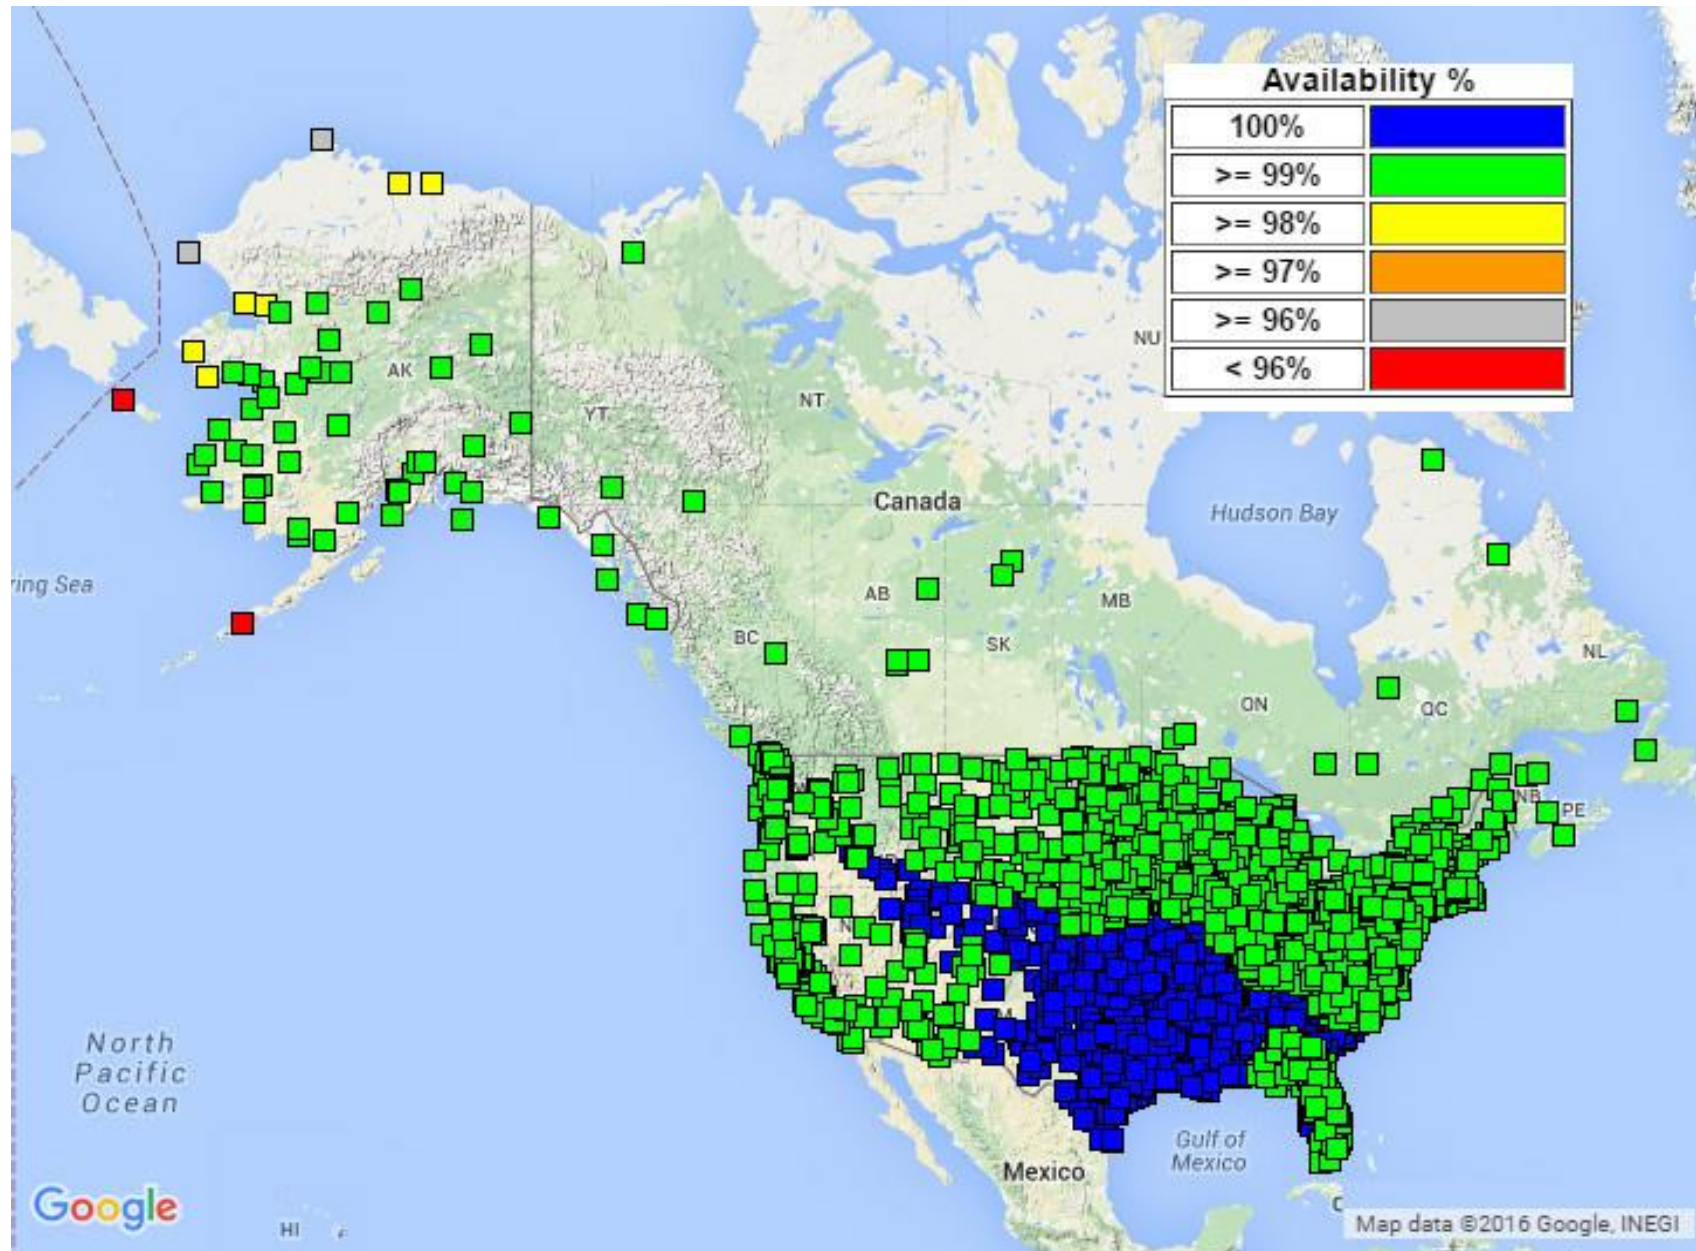 Availability %
100%
>= 99%
>= 98%
>= 97%
>= 96%
< 96%
NU
AK
YT
NT
Canada
Hudson Bay
ring Sea
AB
MB
BC
SK
NL
ON
QC
NB
PE
North
Pacific
Ocean
Gulf of
Mexico
Mexico
Google
HI
Map data ©2016 Google, INEGI